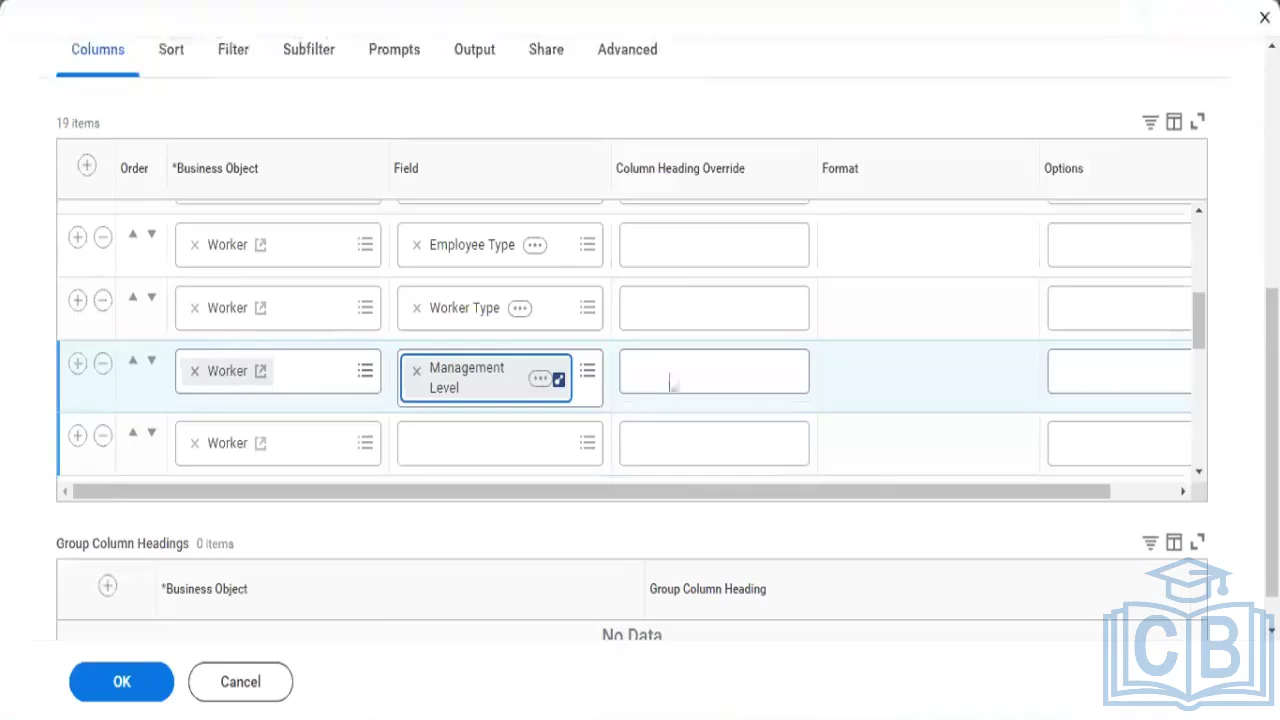 X
Columns Sort Filter Subfilter Prompts Output Share Advanced
19 items
Order *Business Object Field Column Heading Override Format Options
Worker Employee Type
Worker Worker Type
Worker Management
Level
Worker
Group Column Headings 0 items
*Business Object Group Column Heading
No Data
OK Cancel
CB